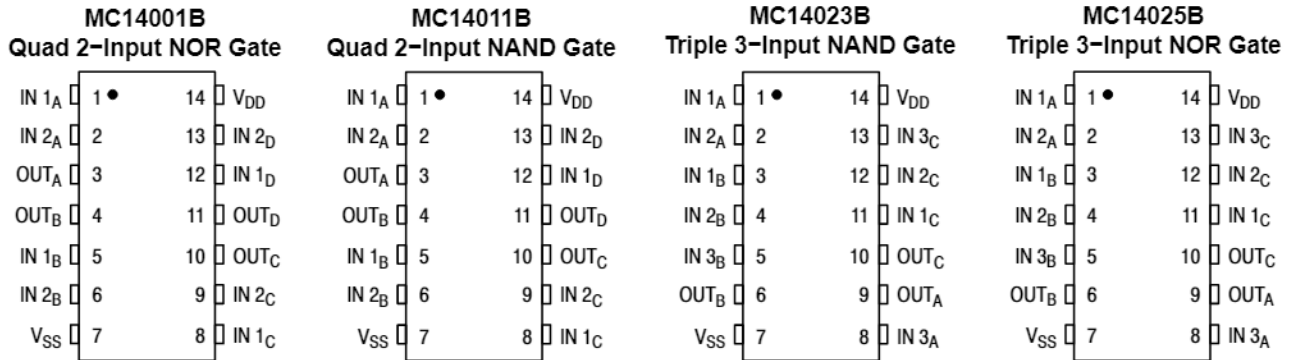 MC14001B
Quad 2−Input NOR Gate
IN 1A 1 14 VDD
IN 2A 2 13 IN 2D
OUTA 3 12 IN 1D
OUTB 4 11 OUTD
IN 1B 5 10 OUTC
IN 2B 6 9 IN 2C
VSS 7 8 IN 1C
MC14011B
Quad 2−Input NAND Gate
IN 1A 1 14 VDD
IN 2A 2 13 IN 2D
OUTA 3 12 IN 1D
OUTB 4 11 OUTD
IN 1B 5 10 OUTC
IN 2B 6 9 IN 2C
VSS 7 8 IN 1C
MC14023B
Triple 3−Input NAND Gate
IN 1A 1 14 VDD
IN 2A 2 13 IN 3C
IN 1B 3 12 IN 2C
IN 2B 4 11 IN 1C
IN 3B 5 10 OUTC
OUTB 6 9 OUTA
VSS 7 8 IN 3A
MC14025B
Triple 3−Input NOR Gate
IN 1A 1 14 VDD
IN 2A 2 13 IN 3C
IN 1B 3 12 IN 2C
IN 2B 4 11 IN 1C
IN 3B 5 10 OUTC
OUTB 6 9 OUTA
VSS 7 8 IN 3A